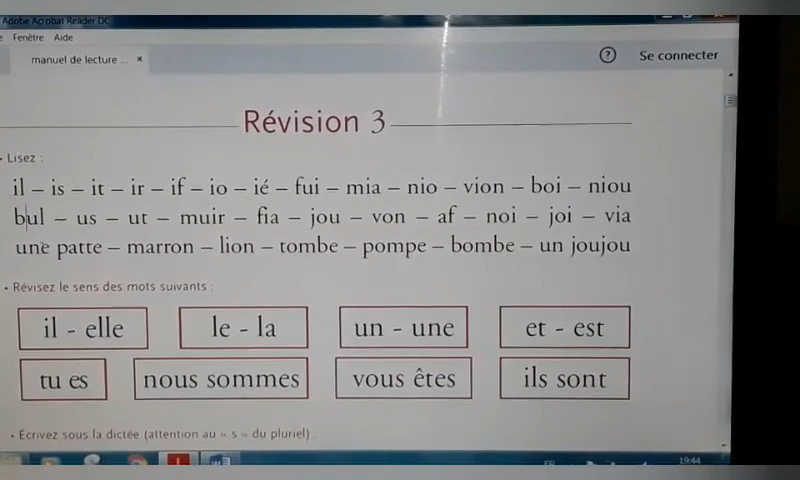 Adobe Acrobat Reader DC
Fenêtre Aide
manuel de lecture ... ×
? Se connecter
Révision 3
• Lisez :
il – is – it – ir – if – io – ié – fui – mia – nio – vion – boi – niou
bul – us – ut – muir – fia – jou – von – af – noi – joi – via
une patte – marron – lion – tombe – pompe – bombe – un joujou
• Révisez le sens des mots suivants :
il - elle le - la un - une et - est
tu es nous sommes vous êtes ils sont
• Écrivez sous la dictée (attention au « s » du pluriel) :
FR 19:44